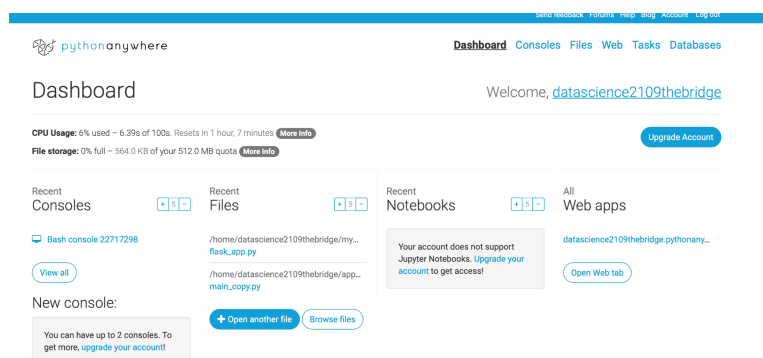 Send feedback Forums Help Blog Account Log out
pythonanywhere
Dashboard Consoles Files Web Tasks Databases
Dashboard
Welcome, datascience2109thebridge
CPU Usage: 6% used – 6.39s of 100s. Resets in 1 hour, 7 minutes More Info
File storage: 0% full – 564.0 KB of your 512.0 MB quota More Info
Upgrade Account
Recent
Consoles
+ 5 −
Bash console 22717298
View all
New console:
You can have up to 2 consoles. To
get more, upgrade your account!
Recent
Files
+ 5 −
/home/datascience2109thebridge/my...
flask_app.py
/home/datascience2109thebridge/app...
main_copy.py
+ Open another file
Browse files
Recent
Notebooks
+ 5 −
Your account does not support
Jupyter Notebooks. Upgrade your
account to get access!
All
Web apps
datascience2109thebridge.pythonany...
Open Web tab